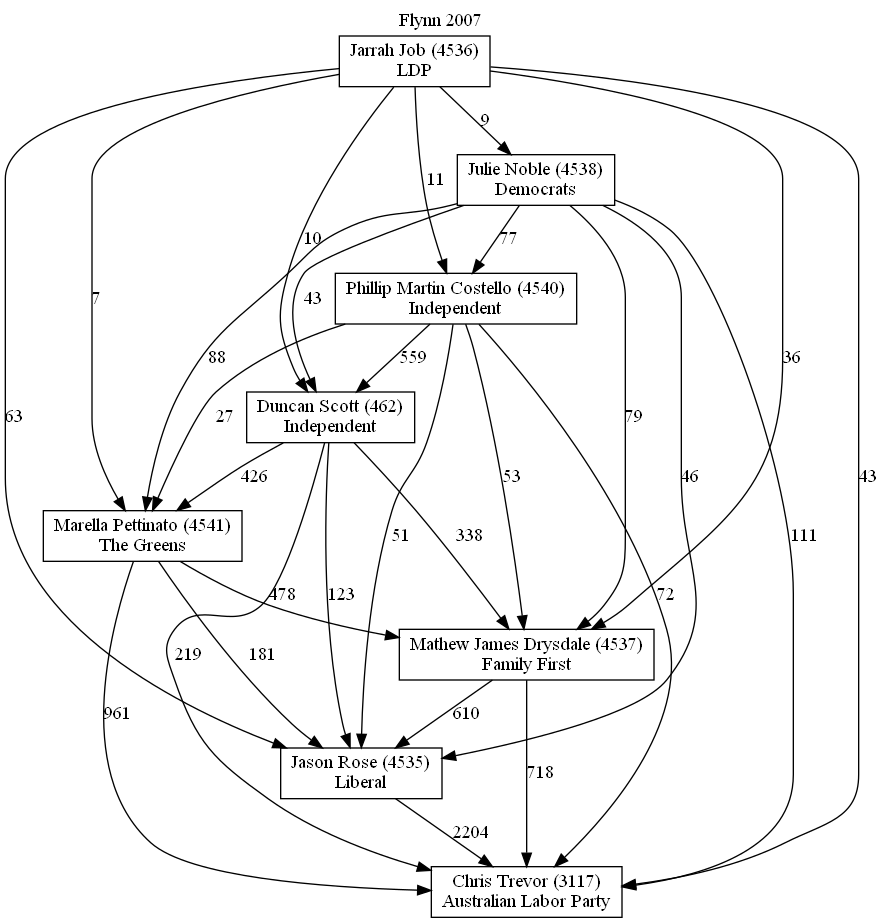 Flynn 2007
Jarrah Job (4536)
LDP
9
Julie Noble (4538)
Democrats
11
10
77
Phillip Martin Costello (4540)
Independent
7
43
88
559
36
27
Duncan Scott (462)
Independent
63
79
426
46
43
Marella Pettinato (4541)
The Greens
51
338
53
111
478
123
72
Mathew James Drysdale (4537)
Family First
219
181
961
610
Jason Rose (4535)
Liberal
718
2204
Chris Trevor (3117)
Australian Labor Party